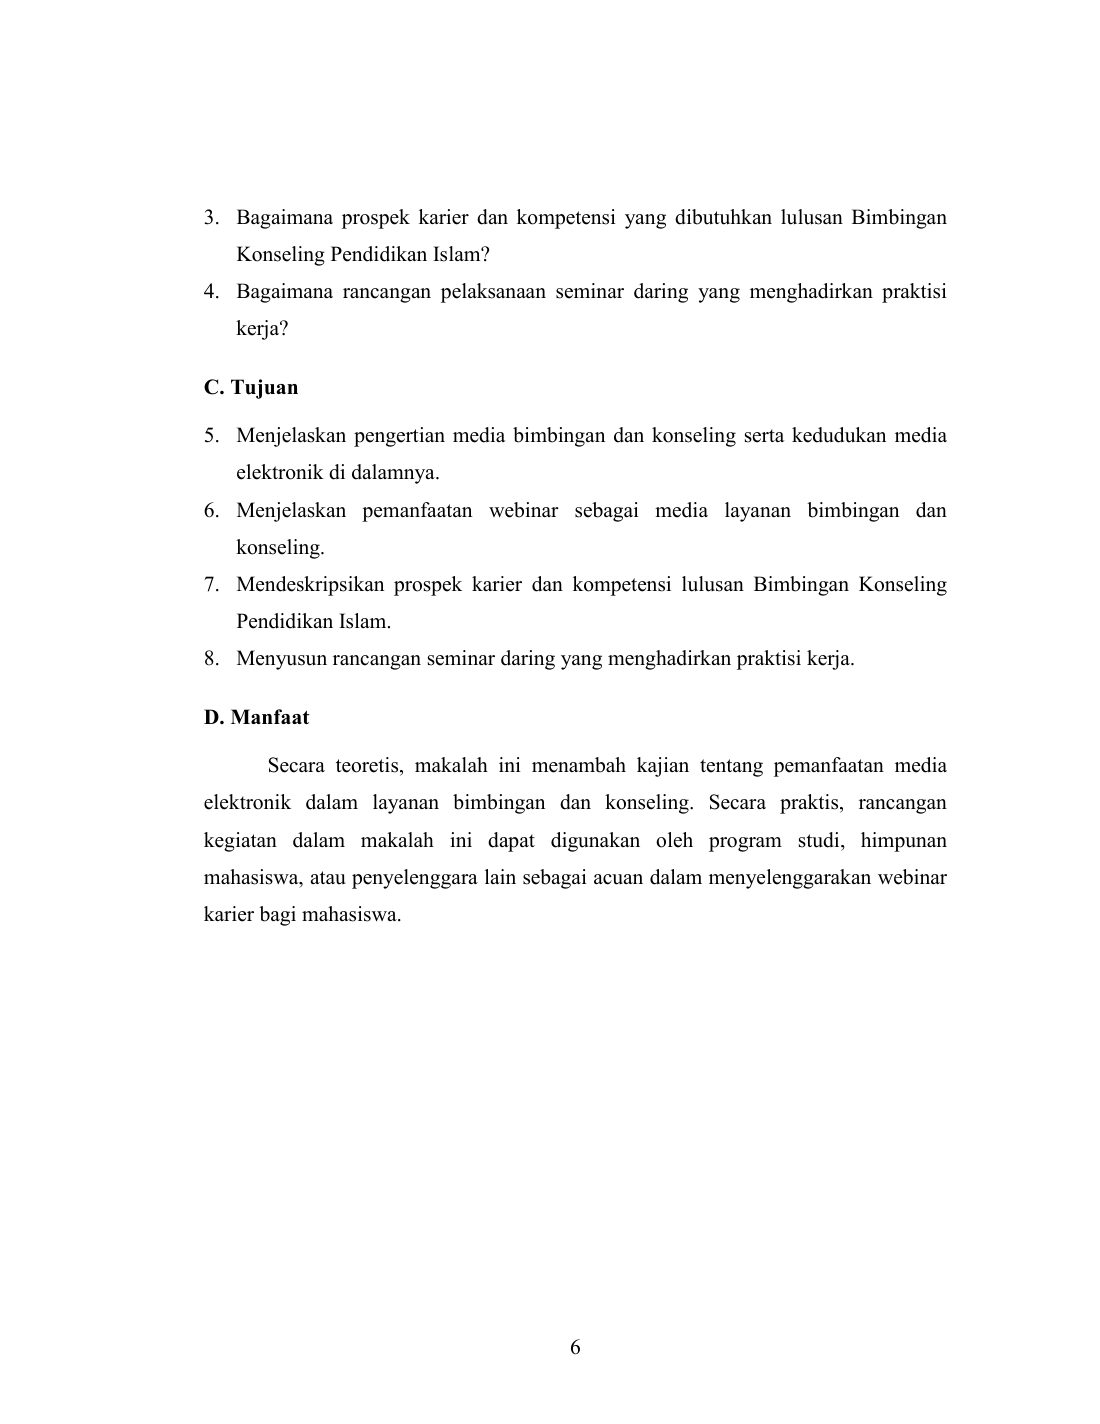 3. Bagaimana prospek karier dan kompetensi yang dibutuhkan lulusan Bimbingan
Konseling Pendidikan Islam?
4. Bagaimana rancangan pelaksanaan seminar daring yang menghadirkan praktisi
kerja?
C. Tujuan
5. Menjelaskan pengertian media bimbingan dan konseling serta kedudukan media
elektronik di dalamnya.
6. Menjelaskan pemanfaatan webinar sebagai media layanan bimbingan dan
konseling.
7. Mendeskripsikan prospek karier dan kompetensi lulusan Bimbingan Konseling
Pendidikan Islam.
8. Menyusun rancangan seminar daring yang menghadirkan praktisi kerja.
D. Manfaat
Secara teoretis, makalah ini menambah kajian tentang pemanfaatan media
elektronik dalam layanan bimbingan dan konseling. Secara praktis, rancangan
kegiatan dalam makalah ini dapat digunakan oleh program studi, himpunan
mahasiswa, atau penyelenggara lain sebagai acuan dalam menyelenggarakan webinar
karier bagi mahasiswa.
6